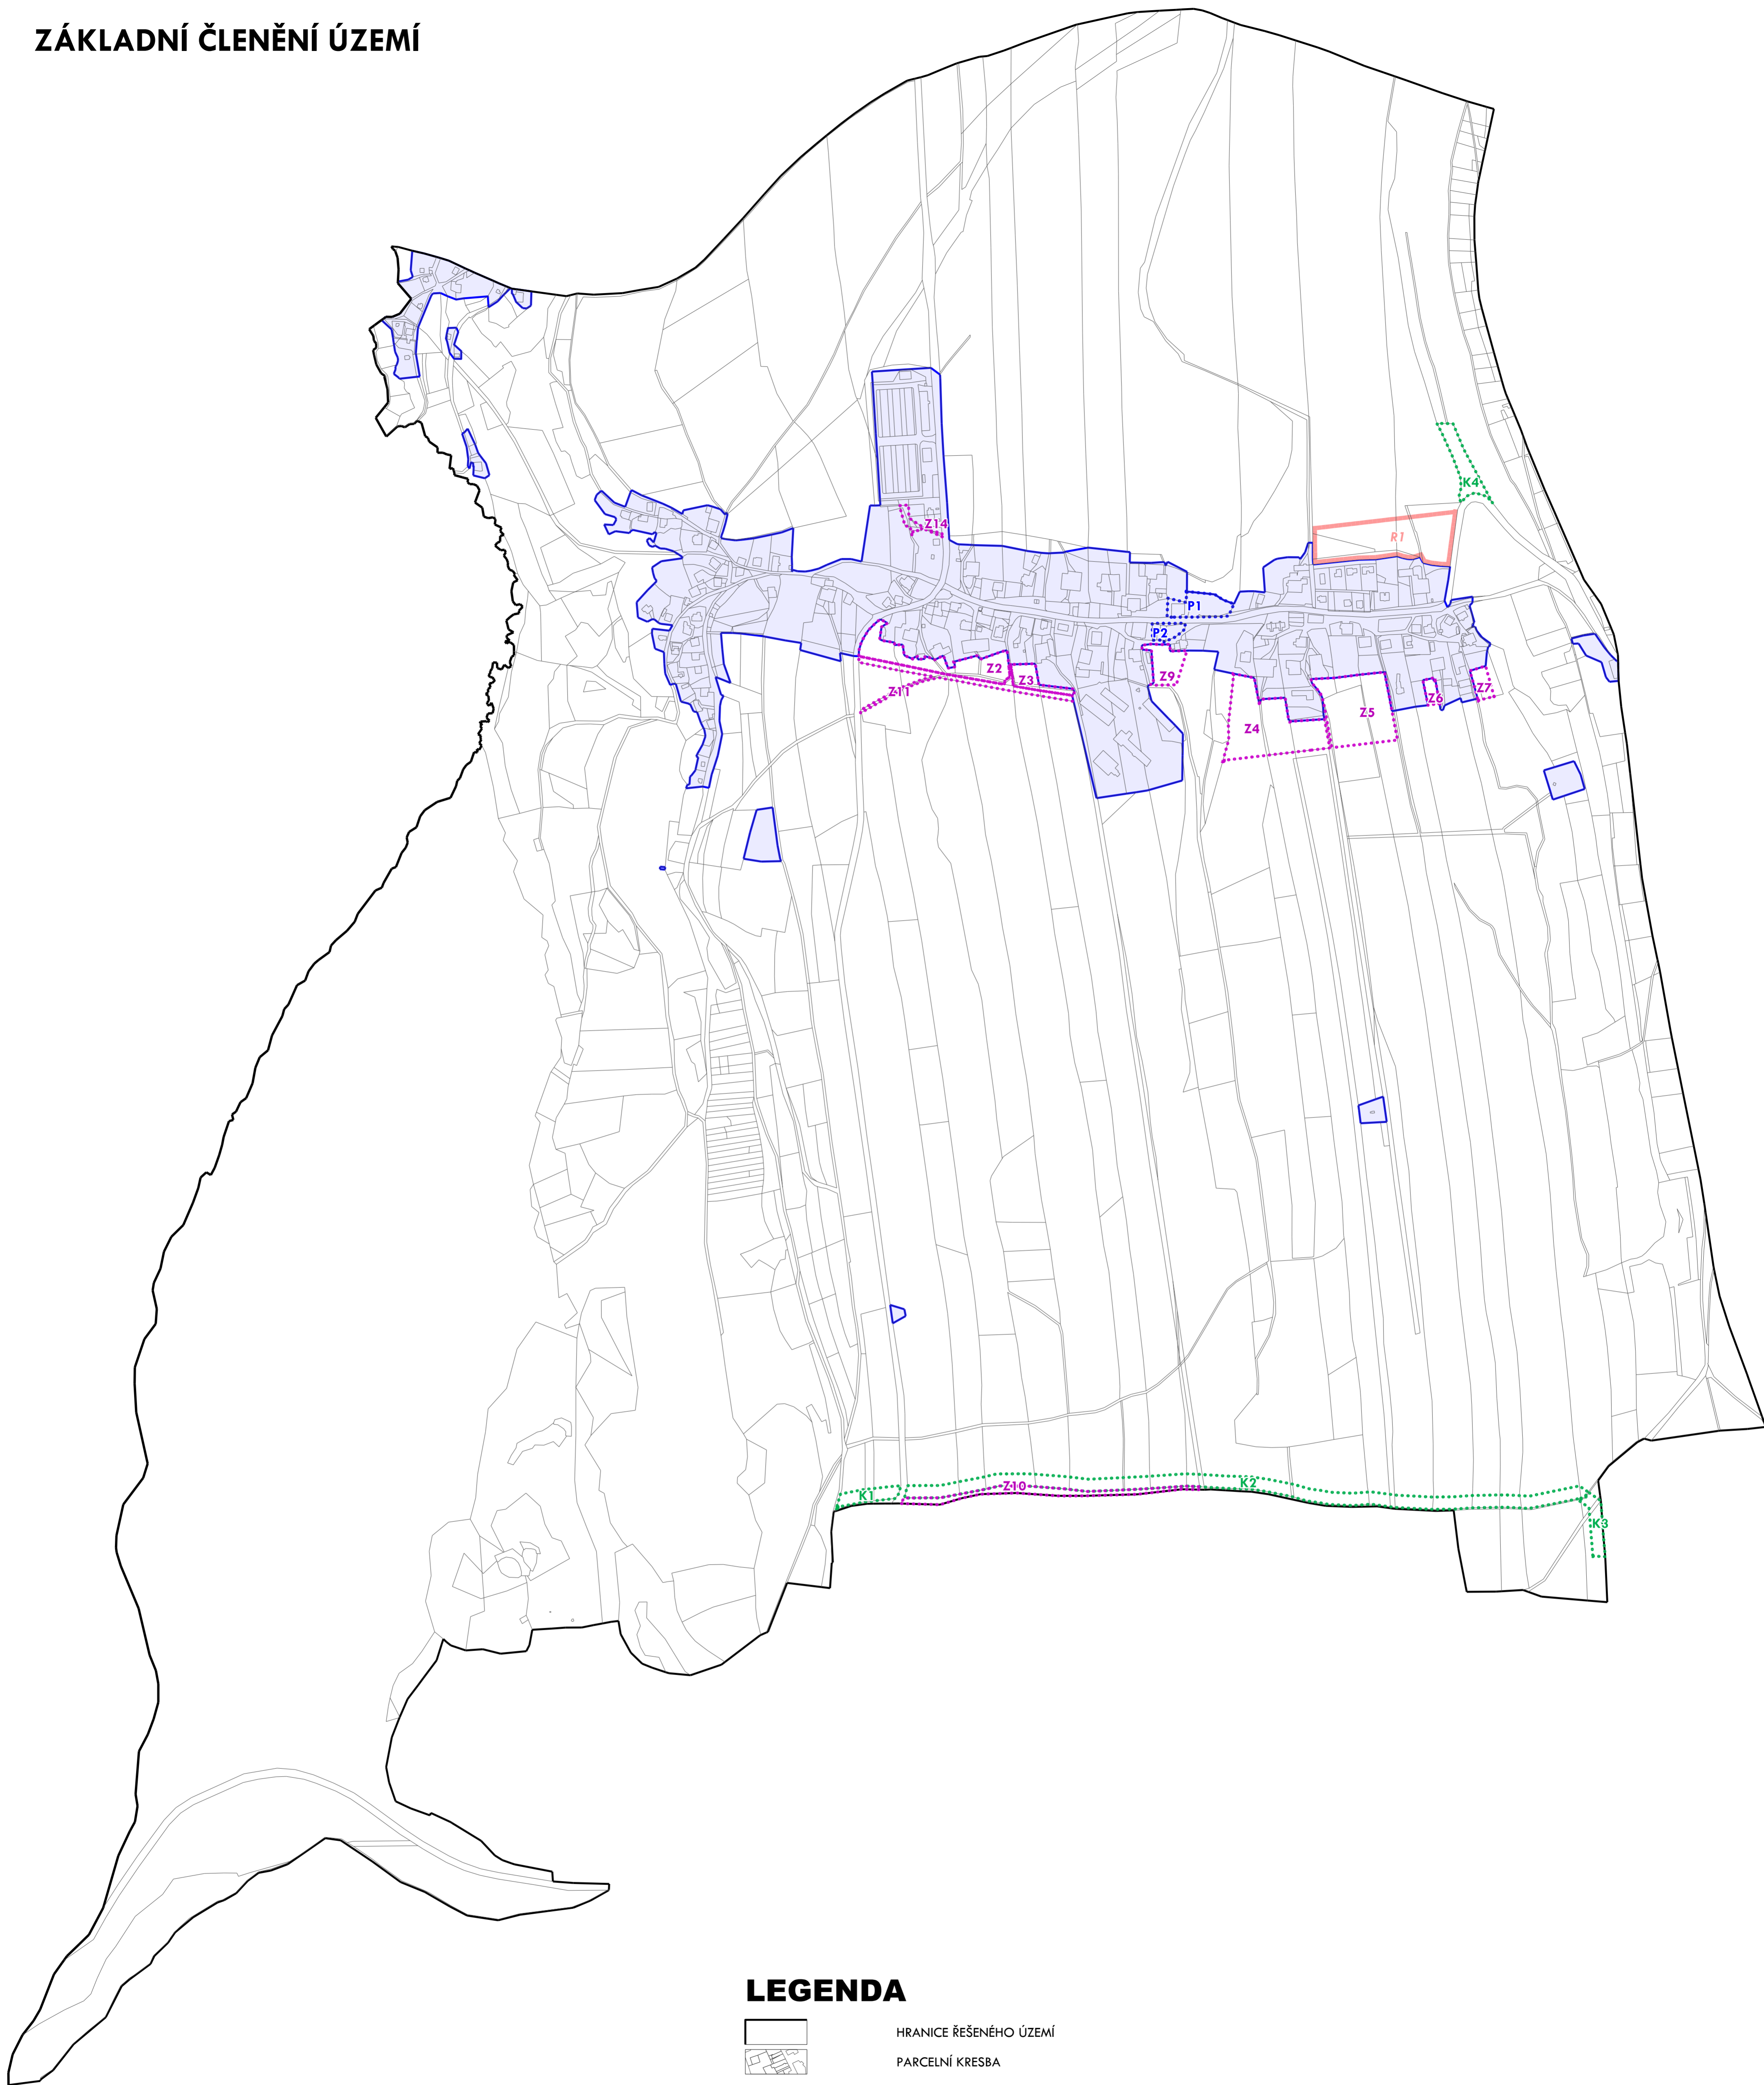 ZÁKLADNÍ ČLENĚNÍ ÚZEMÍ
K4
Z14
R1
P1
P2
Z2
Z3
Z9
Z11
Z6
Z7
Z5
Z4
K1
Z10
K2
K3
LEGENDA
HRANICE ŘEŠENÉHO ÚZEMÍ
PARCELNÍ KRESBA